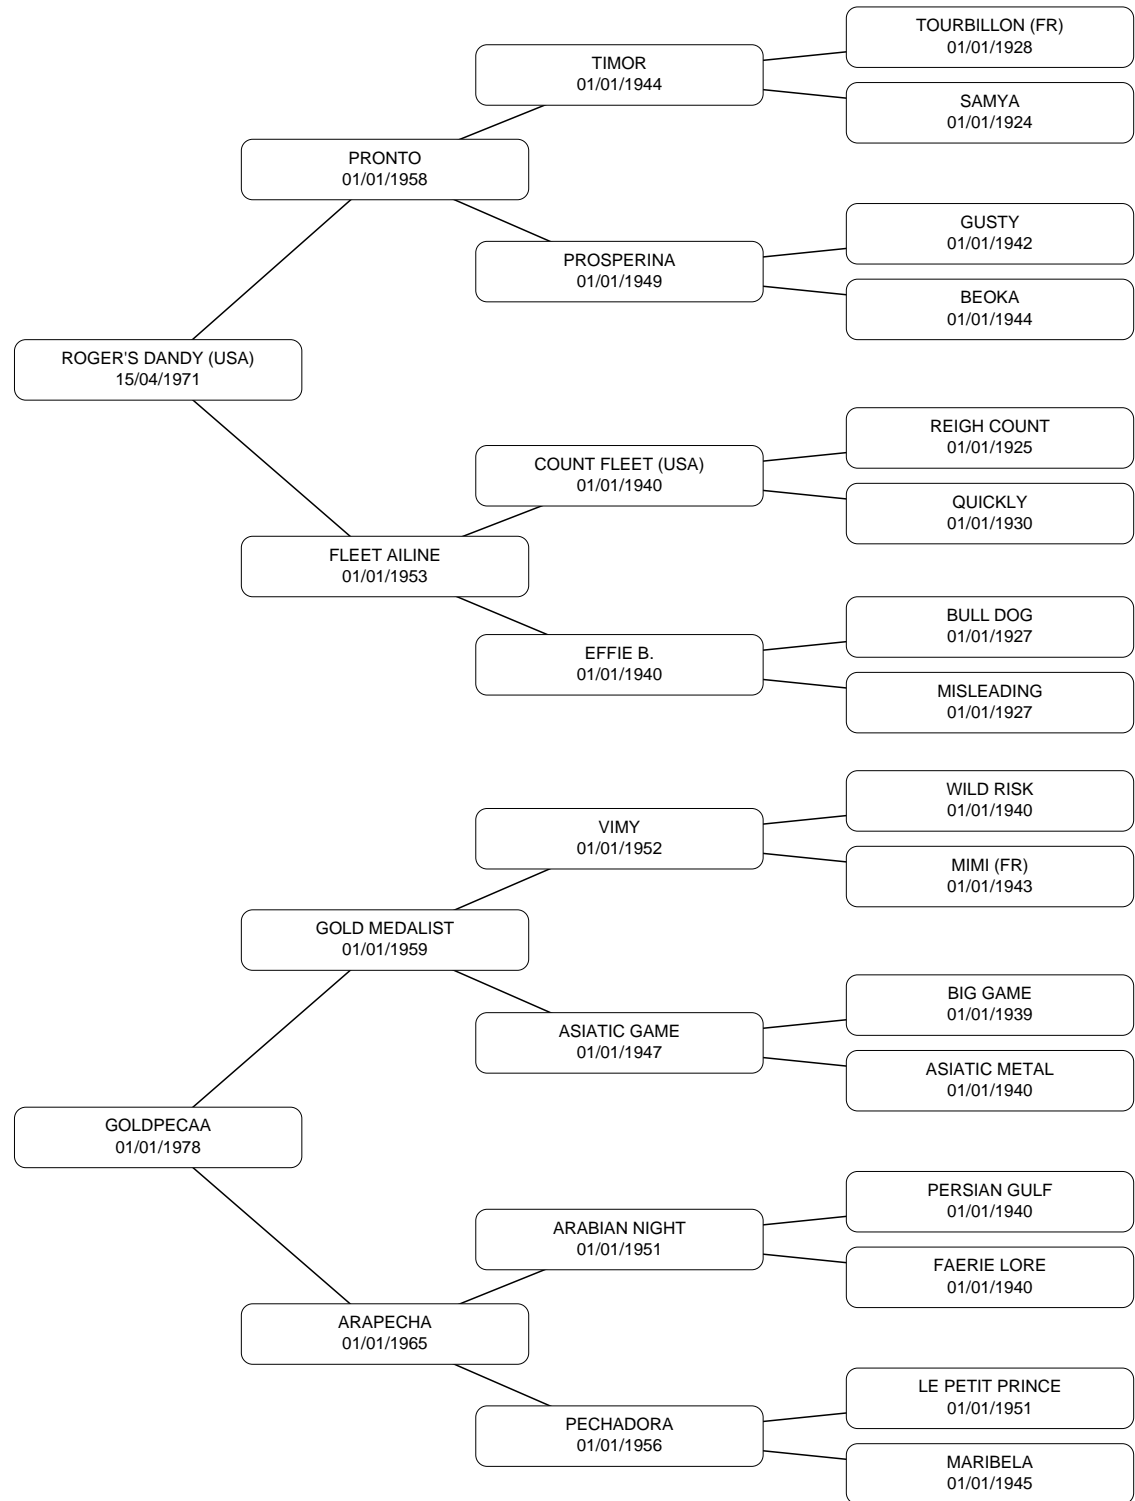 TOURBILLON (FR)
01/01/1928
TIMOR
01/01/1944
SAMYA
01/01/1924
PRONTO
01/01/1958
GUSTY
01/01/1942
PROSPERINA
01/01/1949
BEOKA
01/01/1944
ROGER'S DANDY (USA)
15/04/1971
REIGH COUNT
01/01/1925
COUNT FLEET (USA)
01/01/1940
QUICKLY
01/01/1930
FLEET AILINE
01/01/1953
BULL DOG
01/01/1927
EFFIE B.
01/01/1940
MISLEADING
01/01/1927
WILD RISK
01/01/1940
VIMY
01/01/1952
MIMI (FR)
01/01/1943
GOLD MEDALIST
01/01/1959
BIG GAME
01/01/1939
ASIATIC GAME
01/01/1947
ASIATIC METAL
01/01/1940
GOLDPECAA
01/01/1978
PERSIAN GULF
01/01/1940
ARABIAN NIGHT
01/01/1951
FAERIE LORE
01/01/1940
ARAPECHA
01/01/1965
LE PETIT PRINCE
01/01/1951
PECHADORA
01/01/1956
MARIBELA
01/01/1945